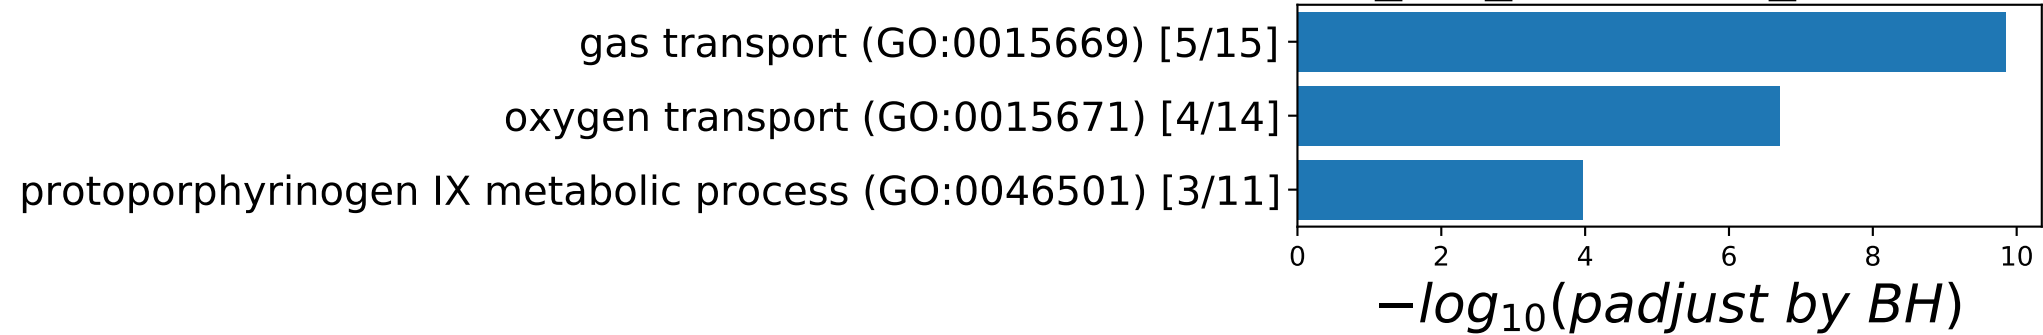 gas transport (GO:0015669) [5/15]
oxygen transport (GO:0015671) [4/14]
protoporphyrinogen IX metabolic process (GO:0046501) [3/11]
0 2 4 6 8 10
−log₁₀(padjust by BH)